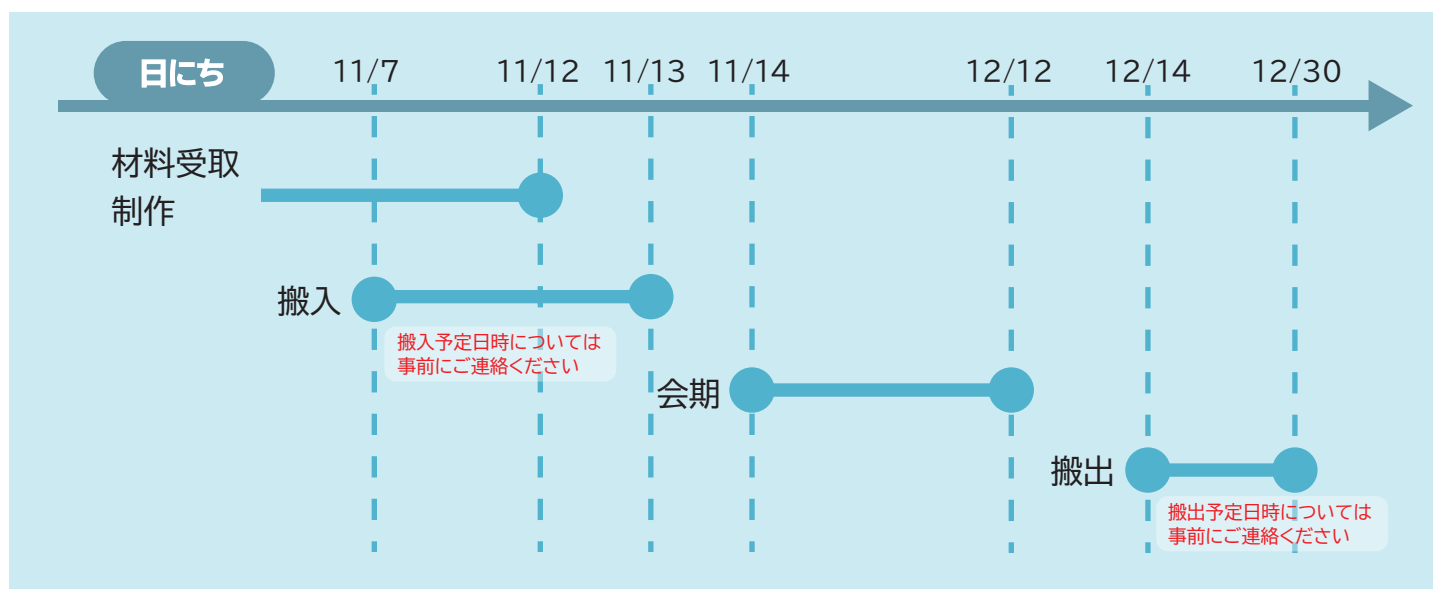 日にち
11/7 11/12 11/13 11/14 12/12 12/14 12/30
材料受取
制作
搬入
搬入予定日時については
事前にご連絡ください
会期
搬出
搬出予定日時については
事前にご連絡ください